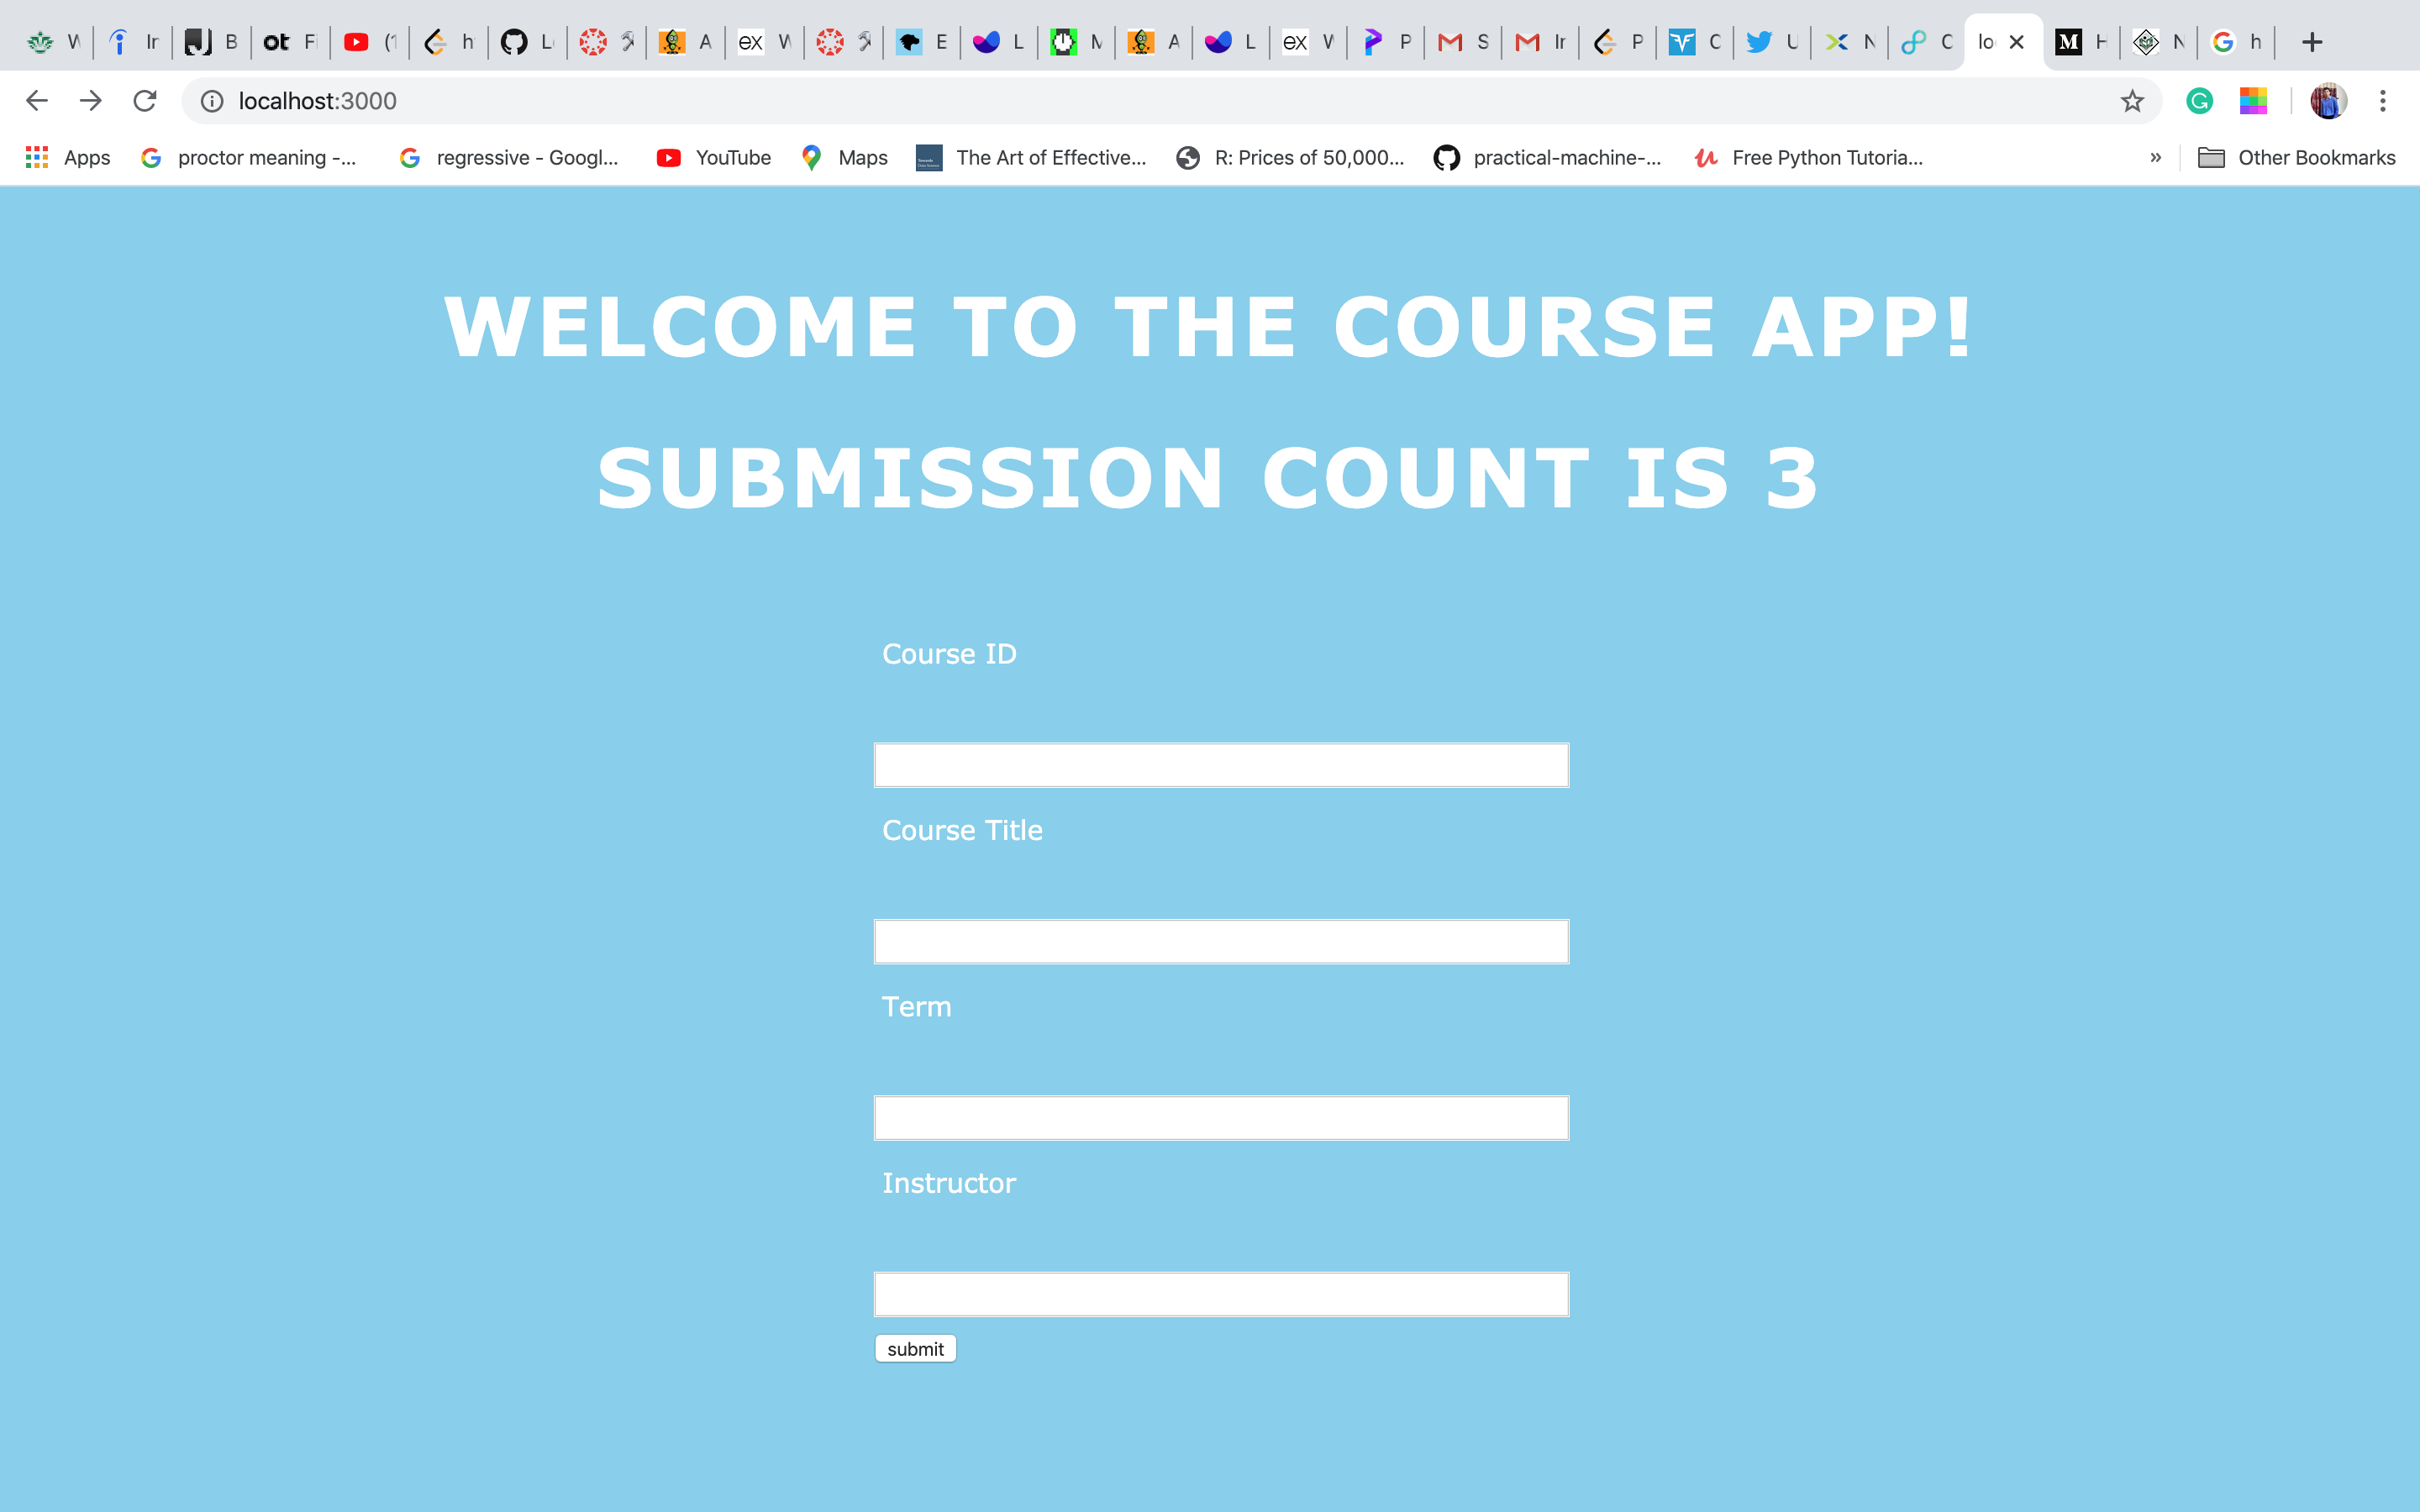 W Ir B ot Fi (1 h L A ex W E L M A L ex W P S Ir P C U N C lo M H N h
localhost:3000
Apps proctor meaning -... regressive - Googl... YouTube Maps The Art of Effective... R: Prices of 50,000... practical-machine-... Free Python Tutoria... » Other Bookmarks
WELCOME TO THE COURSE APP!
SUBMISSION COUNT IS 3
Course ID
Course Title
Term
Instructor
submit